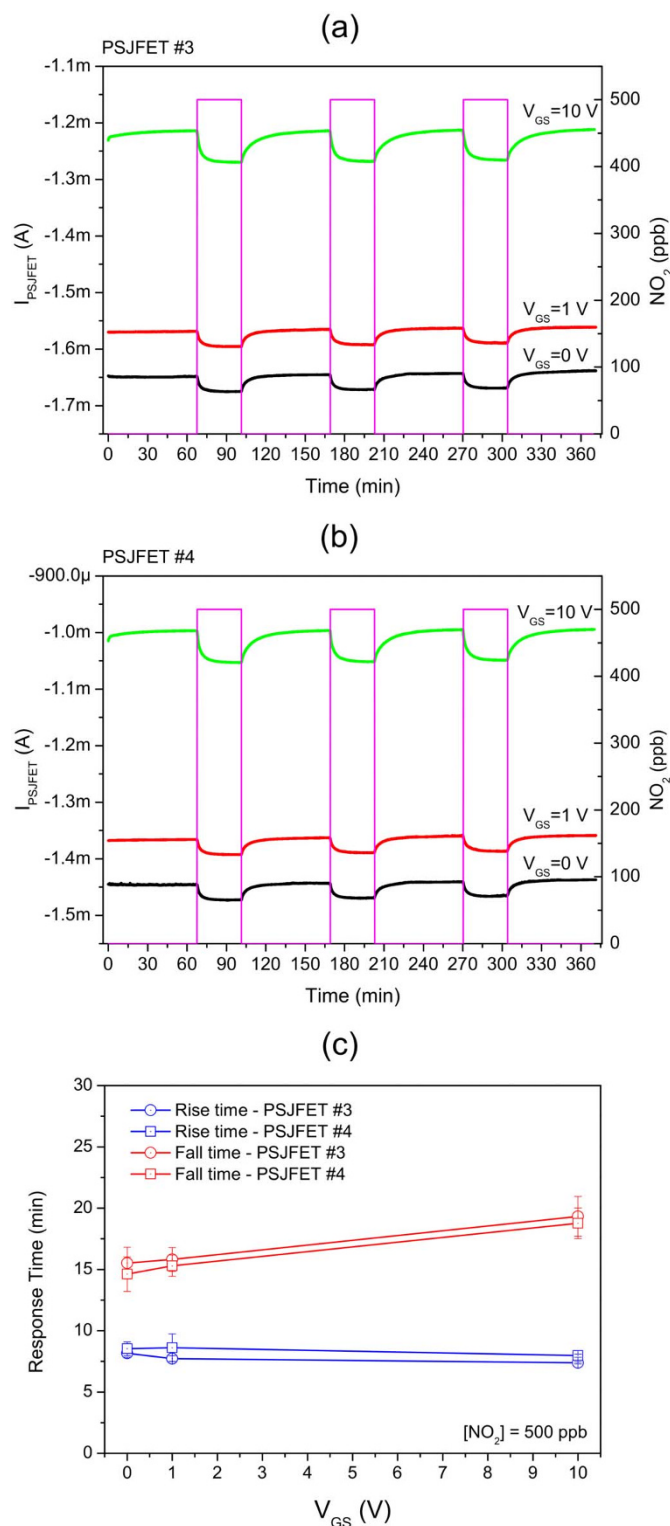 (a)
PSJFET #3
-1.1m
-1.2m
-1.3m
-1.4m
-1.5m
-1.6m
-1.7m
I_PSJFET (A)
500
400
300
200
100
0
NO₂ (ppb)
V_GS=10 V
V_GS=1 V
V_GS=0 V
0 30 60 90 120 150 180 210 240 270 300 330 360
Time (min)
(b)
PSJFET #4
-900.0µ
-1.0m
-1.1m
-1.2m
-1.3m
-1.4m
-1.5m
I_PSJFET (A)
500
400
300
200
100
0
NO₂ (ppb)
V_GS=10 V
V_GS=1 V
V_GS=0 V
0 30 60 90 120 150 180 210 240 270 300 330 360
Time (min)
(c)
30
25
20
15
10
5
0
Response Time (min)
Rise time - PSJFET #3
Rise time - PSJFET #4
Fall time - PSJFET #3
Fall time - PSJFET #4
[NO₂] = 500 ppb
0 1 2 3 4 5 6 7 8 9 10
V_GS (V)